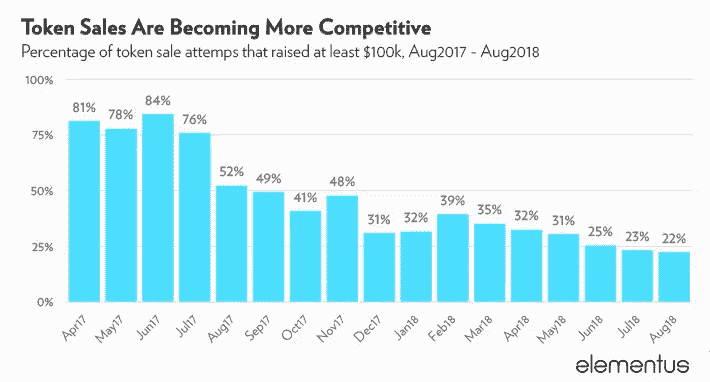 Token Sales Are Becoming More Competitive
Percentage of token sale attemps that raised at least $100k, Aug2017 - Aug2018
100%
75%
50%
25%
0%
81%
78%
84%
76%
52%
49%
41%
48%
31%
32%
39%
35%
32%
31%
25%
23%
22%
Apr17
May17
Jun17
Jul17
Aug17
Sep17
Oct17
Nov17
Dec17
Jan18
Feb18
Mar18
Apr18
May18
Jun18
Jul18
Aug18
elementus